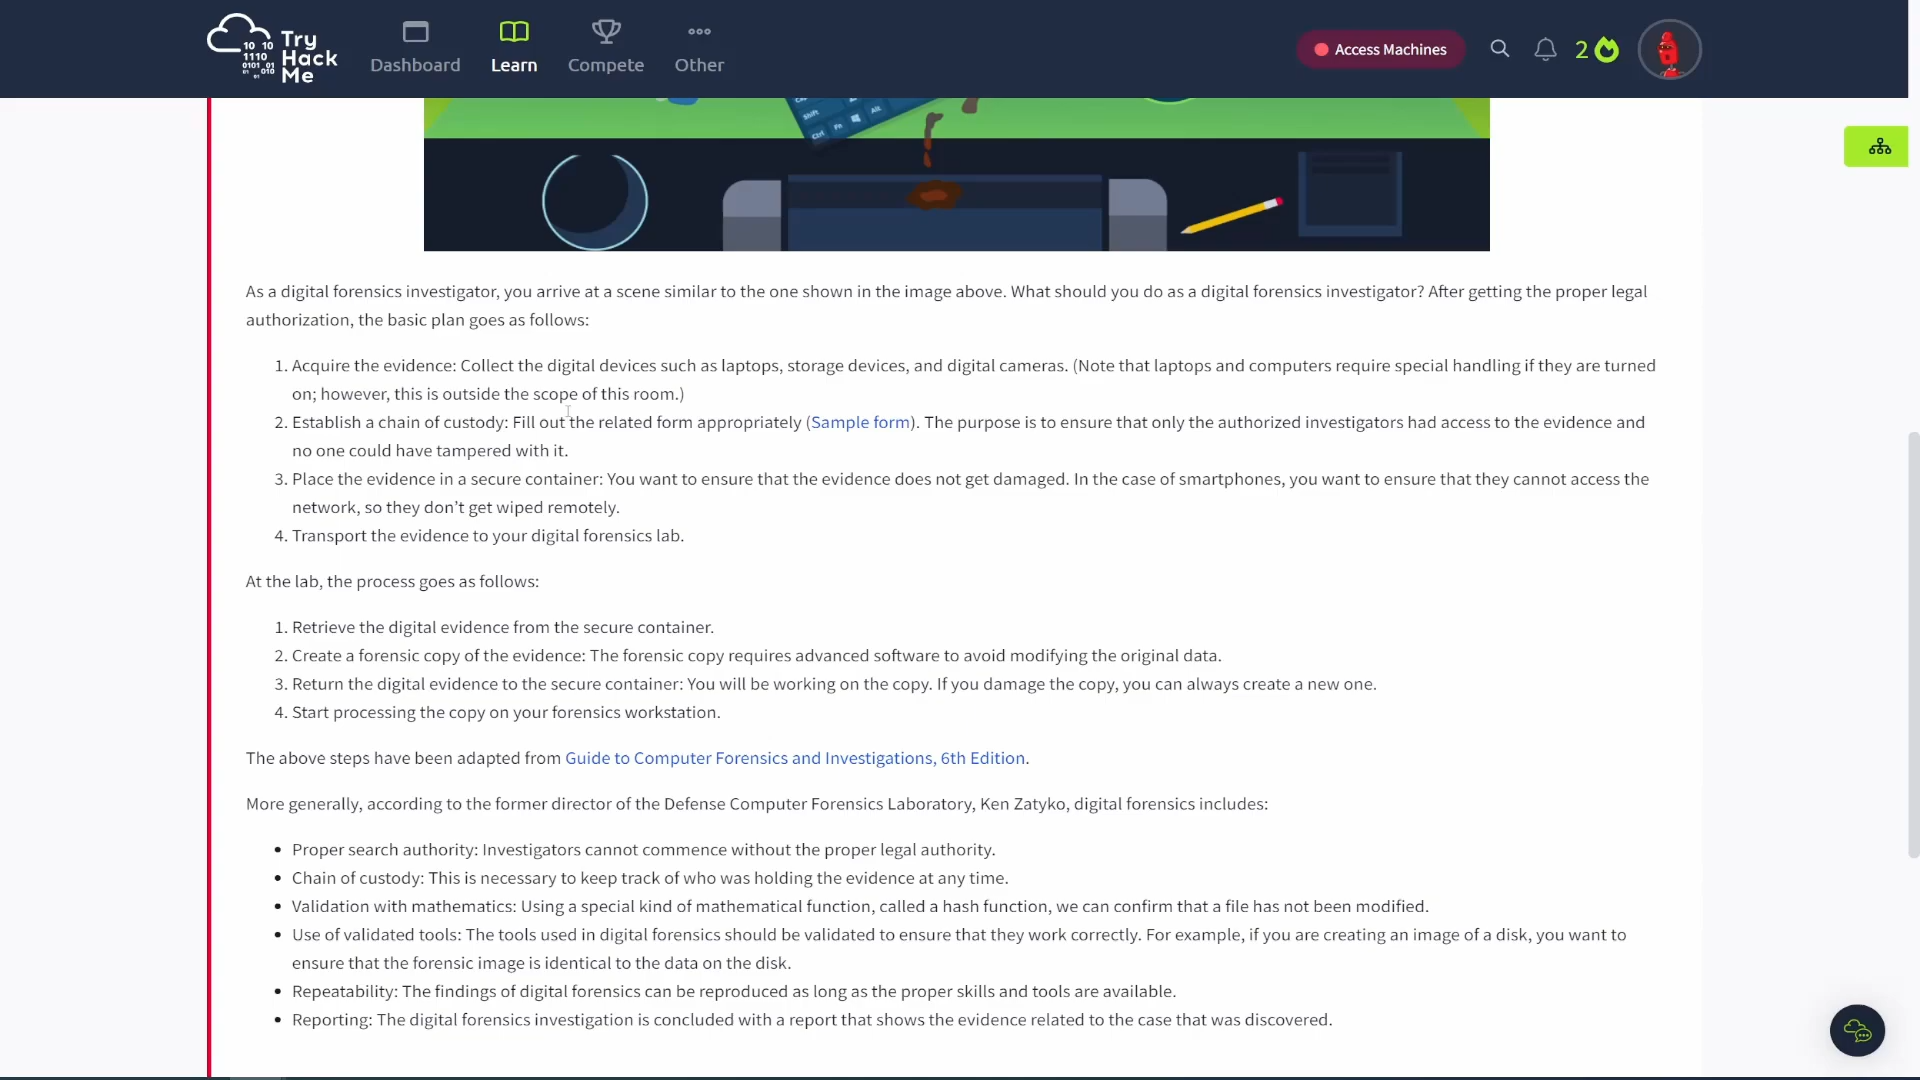 Try
Hack
Me
10 10
1110
0101 01
01 010
Dashboard
Learn
Compete
Other
Access Machines
2
Shift
Ctrl Fn Alt
As a digital forensics investigator, you arrive at a scene similar to the one shown in the image above. What should you do as a digital forensics investigator? After getting the proper legal
authorization, the basic plan goes as follows:
1. Acquire the evidence: Collect the digital devices such as laptops, storage devices, and digital cameras. (Note that laptops and computers require special handling if they are turned
on; however, this is outside the scope of this room.)
2. Establish a chain of custody: Fill out the related form appropriately (Sample form). The purpose is to ensure that only the authorized investigators had access to the evidence and
no one could have tampered with it.
3. Place the evidence in a secure container: You want to ensure that the evidence does not get damaged. In the case of smartphones, you want to ensure that they cannot access the
network, so they don’t get wiped remotely.
4. Transport the evidence to your digital forensics lab.
At the lab, the process goes as follows:
1. Retrieve the digital evidence from the secure container.
2. Create a forensic copy of the evidence: The forensic copy requires advanced software to avoid modifying the original data.
3. Return the digital evidence to the secure container: You will be working on the copy. If you damage the copy, you can always create a new one.
4. Start processing the copy on your forensics workstation.
The above steps have been adapted from Guide to Computer Forensics and Investigations, 6th Edition.
More generally, according to the former director of the Defense Computer Forensics Laboratory, Ken Zatyko, digital forensics includes:
• Proper search authority: Investigators cannot commence without the proper legal authority.
• Chain of custody: This is necessary to keep track of who was holding the evidence at any time.
• Validation with mathematics: Using a special kind of mathematical function, called a hash function, we can confirm that a file has not been modified.
• Use of validated tools: The tools used in digital forensics should be validated to ensure that they work correctly. For example, if you are creating an image of a disk, you want to
ensure that the forensic image is identical to the data on the disk.
• Repeatability: The findings of digital forensics can be reproduced as long as the proper skills and tools are available.
• Reporting: The digital forensics investigation is concluded with a report that shows the evidence related to the case that was discovered.